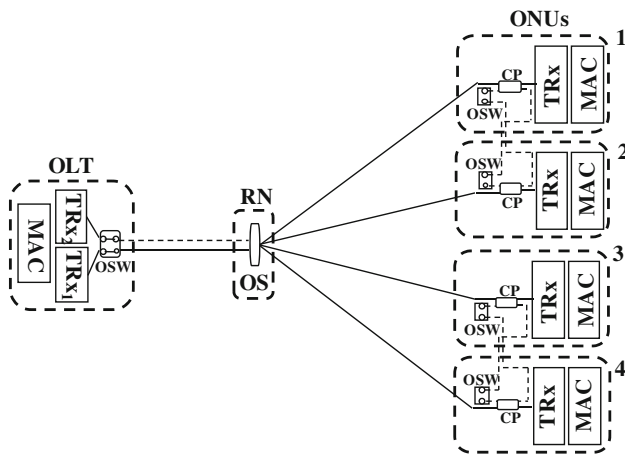 ONUs
1
CP
TRx
MAC
OSW
2
OSW
CP
TRx
MAC
OLT
RN
MAC
TRx2
TRx1
OSW
OS
3
CP
TRx
MAC
OSW
4
OSW
CP
TRx
MAC